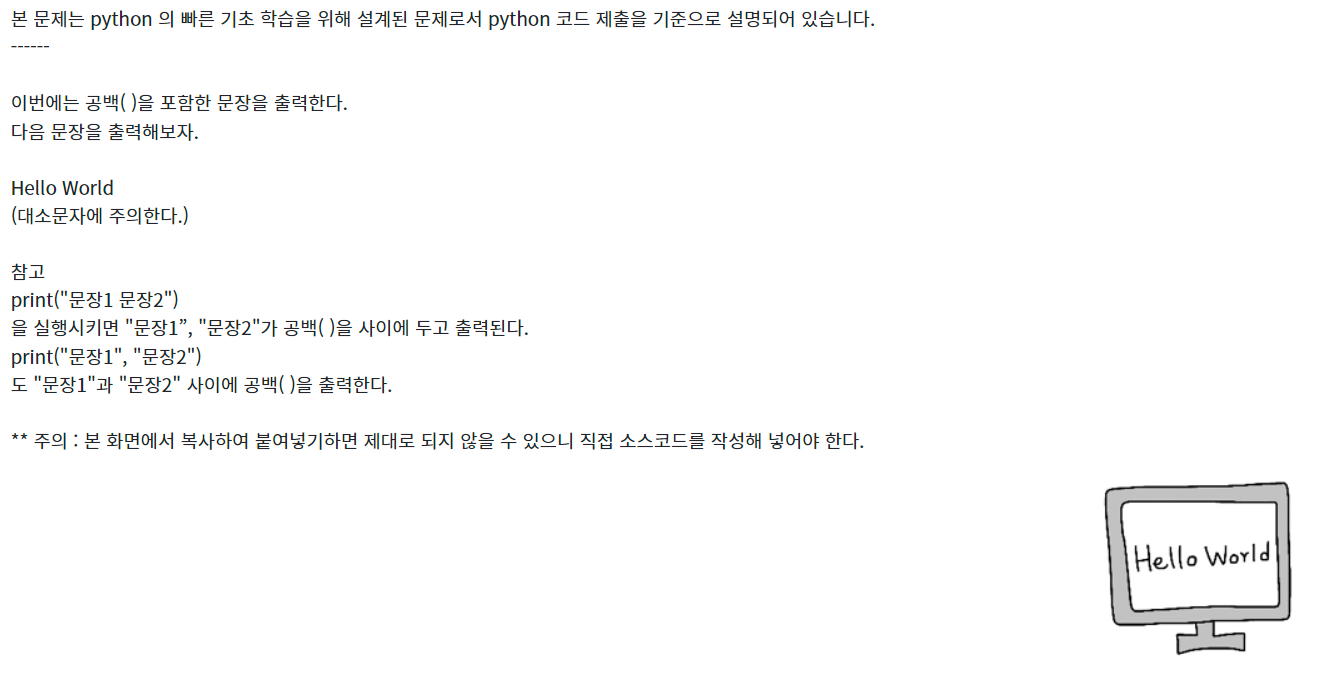 본 문제는 python 의 빠른 기초 학습을 위해 설계된 문제로서 python 코드 제출을 기준으로 설명되어 있습니다.
------
이번에는 공백( )을 포함한 문장을 출력한다.
다음 문장을 출력해보자.
Hello World
(대소문자에 주의한다.)
참고
print("문장1 문장2")
을 실행시키면 "문장1”, "문장2"가 공백( )을 사이에 두고 출력된다.
print("문장1", "문장2")
도 "문장1"과 "문장2" 사이에 공백( )을 출력한다.
** 주의 : 본 화면에서 복사하여 붙여넣기하면 제대로 되지 않을 수 있으니 직접 소스코드를 작성해 넣어야 한다.
Hello World